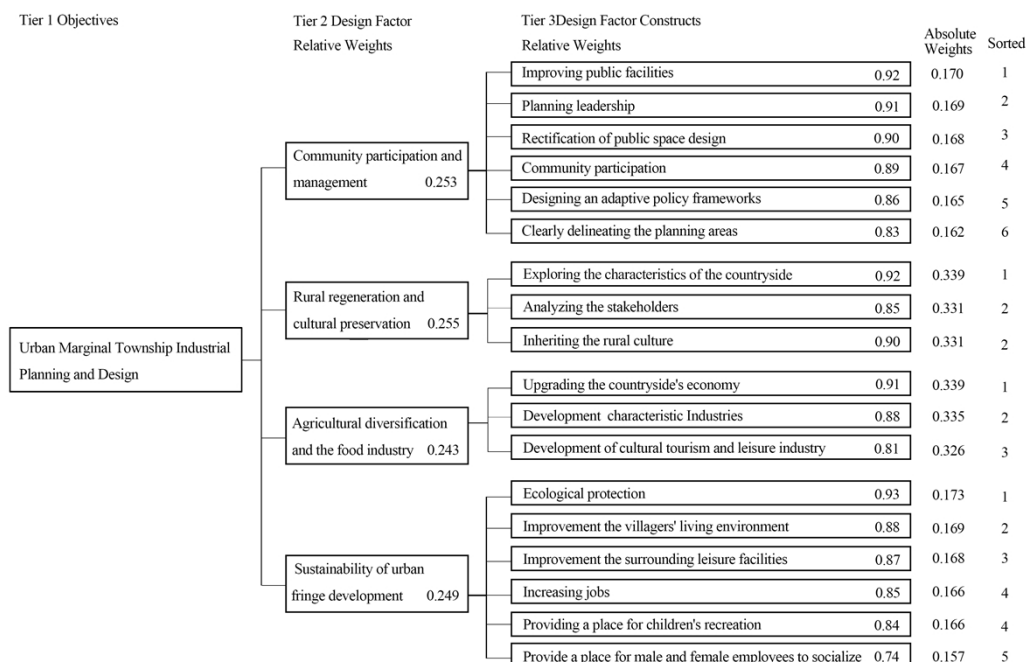 Tier 1 Objectives
Tier 2 Design Factor
Relative Weights
Tier 3Design Factor Constructs
Relative Weights
Absolute
Weights
Sorted
Urban Marginal Township Industrial
Planning and Design
Community participation and
management 0.253
Improving public facilities 0.92 0.170 1
Planning leadership 0.91 0.169 2
Rectification of public space design 0.90 0.168 3
Community participation 0.89 0.167 4
Designing an adaptive policy frameworks 0.86 0.165 5
Clearly delineating the planning areas 0.83 0.162 6
Rural regeneration and
cultural preservation 0.255
Exploring the characteristics of the countryside 0.92 0.339 1
Analyzing the stakeholders 0.85 0.331 2
Inheriting the rural culture 0.90 0.331 2
Agricultural diversification
and the food industry 0.243
Upgrading the countryside's economy 0.91 0.339 1
Development characteristic Industries 0.88 0.335 2
Development of cultural tourism and leisure industry 0.81 0.326 3
Sustainability of urban
fringe development 0.249
Ecological protection 0.93 0.173 1
Improvement the villagers' living environment 0.88 0.169 2
Improvement the surrounding leisure facilities 0.87 0.168 3
Increasing jobs 0.85 0.166 4
Providing a place for children's recreation 0.84 0.166 4
Provide a place for male and female employees to socialize 0.74 0.157 5